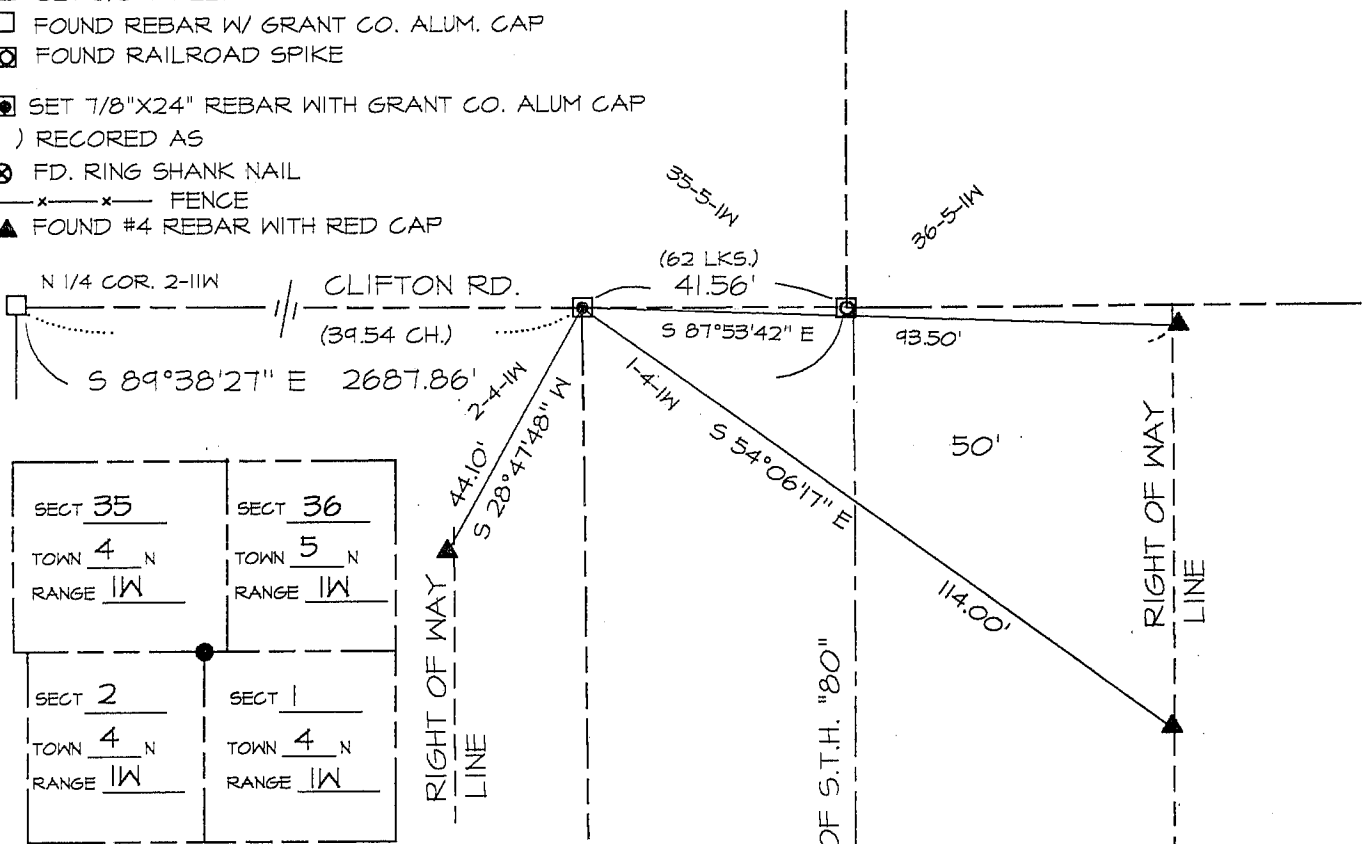 FOUND REBAR W/ GRANT CO. ALUM. CAP
FOUND RAILROAD SPIKE
SET 7/8"X24" REBAR WITH GRANT CO. ALUM CAP
) RECORED AS
FD. RING SHANK NAIL
x x FENCE
FOUND #4 REBAR WITH RED CAP
35-5-1W
36-5-1W
N 1/4 COR. 2-11W
CLIFTON RD.
(62 LKS.)
41.56'
(39.54 CH.)
S 87°53'42" E
93.50'
S 89°38'27" E 2687.86'
2-4-1W
1-4-1W
44.10'
S 28°47'48" W
S 54°06'17" E
114.00'
50'
RIGHT OF WAY
LINE
RIGHT OF WAY
LINE
OF S.T.H. "80"
SECT 35
TOWN 4 N
RANGE 1W
SECT 36
TOWN 5 N
RANGE 1W
SECT 2
TOWN 4 N
RANGE 1W
SECT 1
TOWN 4 N
RANGE 1W